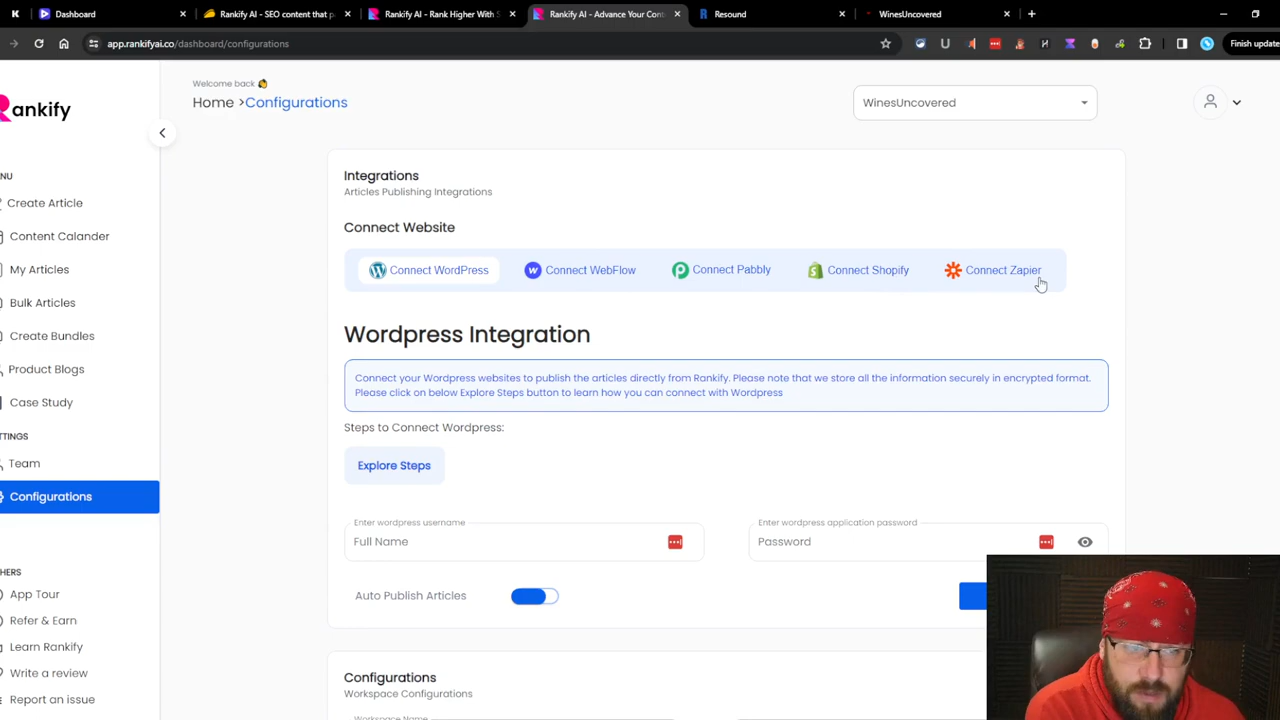 Dashboard
Rankify AI - SEO content that p
Rankify AI - Rank Higher With S
Rankify AI - Advance Your Cont
Resound
WinesUncovered
app.rankifyai.co/dashboard/configurations
Finish update
Welcome back
Home >Configurations
WinesUncovered
ankify
NU
Create Article
Content Calander
My Articles
Bulk Articles
Create Bundles
Product Blogs
Case Study
TTINGS
Team
Configurations
HERS
App Tour
Refer & Earn
Learn Rankify
Write a review
Report an issue
Integrations
Articles Publishing Integrations
Connect Website
Connect WordPress
Connect WebFlow
Connect Pabbly
Connect Shopify
Connect Zapier
Wordpress Integration
Connect your Wordpress websites to publish the articles directly from Rankify. Please note that we store all the information securely in encrypted format.
Please click on below Explore Steps button to learn how you can connect with Wordpress
Steps to Connect Wordpress:
Explore Steps
Enter wordpress username
Full Name
Enter wordpress application password
Password
Auto Publish Articles
Configurations
Workspace Configurations
Workspace Name